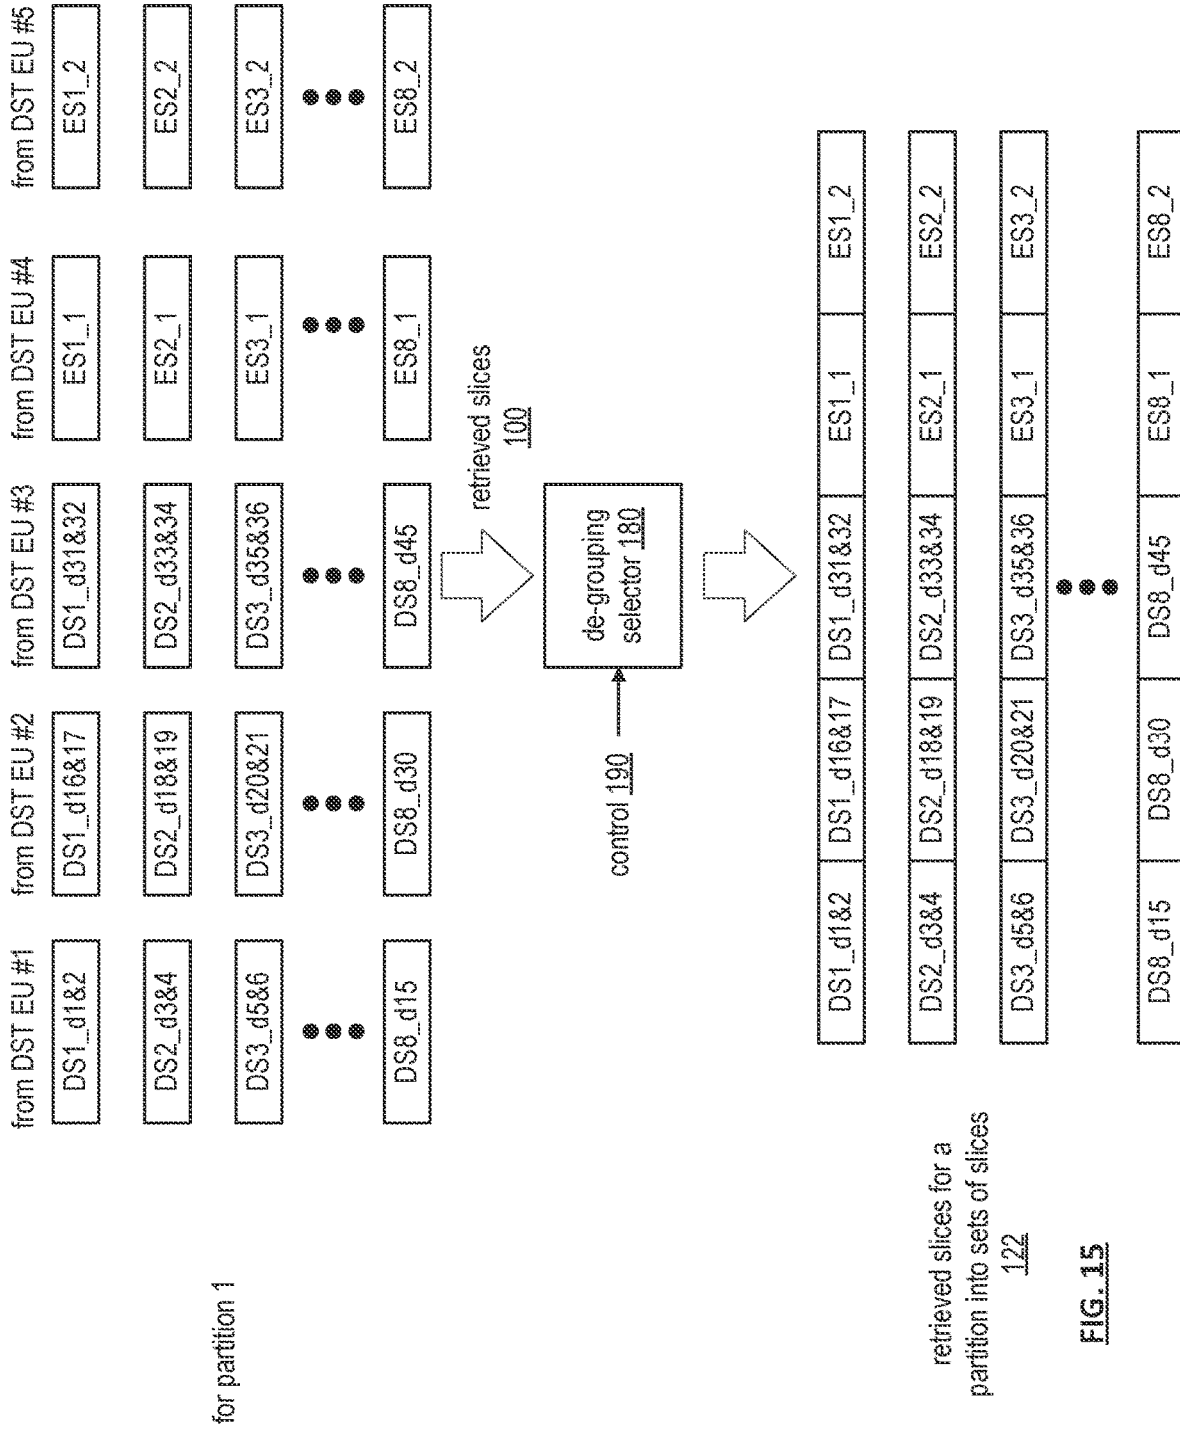 from DST EU #1
from DST EU #2
from DST EU #3
from DST EU #4
from DST EU #5
DS1_d1&2
DS1_d16&17
DS1_d31&32
ES1_1
ES1_2
DS2_d3&4
DS2_d18&19
DS2_d33&34
ES2_1
ES2_2
for partition 1
DS3_d5&6
DS3_d20&21
DS3_d35&36
ES3_1
ES3_2
DS8_d15
DS8_d30
DS8_d45
ES8_1
ES8_2
retrieved slices
100
control 190
de-grouping
selector 180
DS1_d1&2
DS1_d16&17
DS1_d31&32
ES1_1
ES1_2
DS2_d3&4
DS2_d18&19
DS2_d33&34
ES2_1
ES2_2
retrieved slices for a
partition into sets of slices
122
DS3_d5&6
DS3_d20&21
DS3_d35&36
ES3_1
ES3_2
DS8_d15
DS8_d30
DS8_d45
ES8_1
ES8_2
FIG. 15